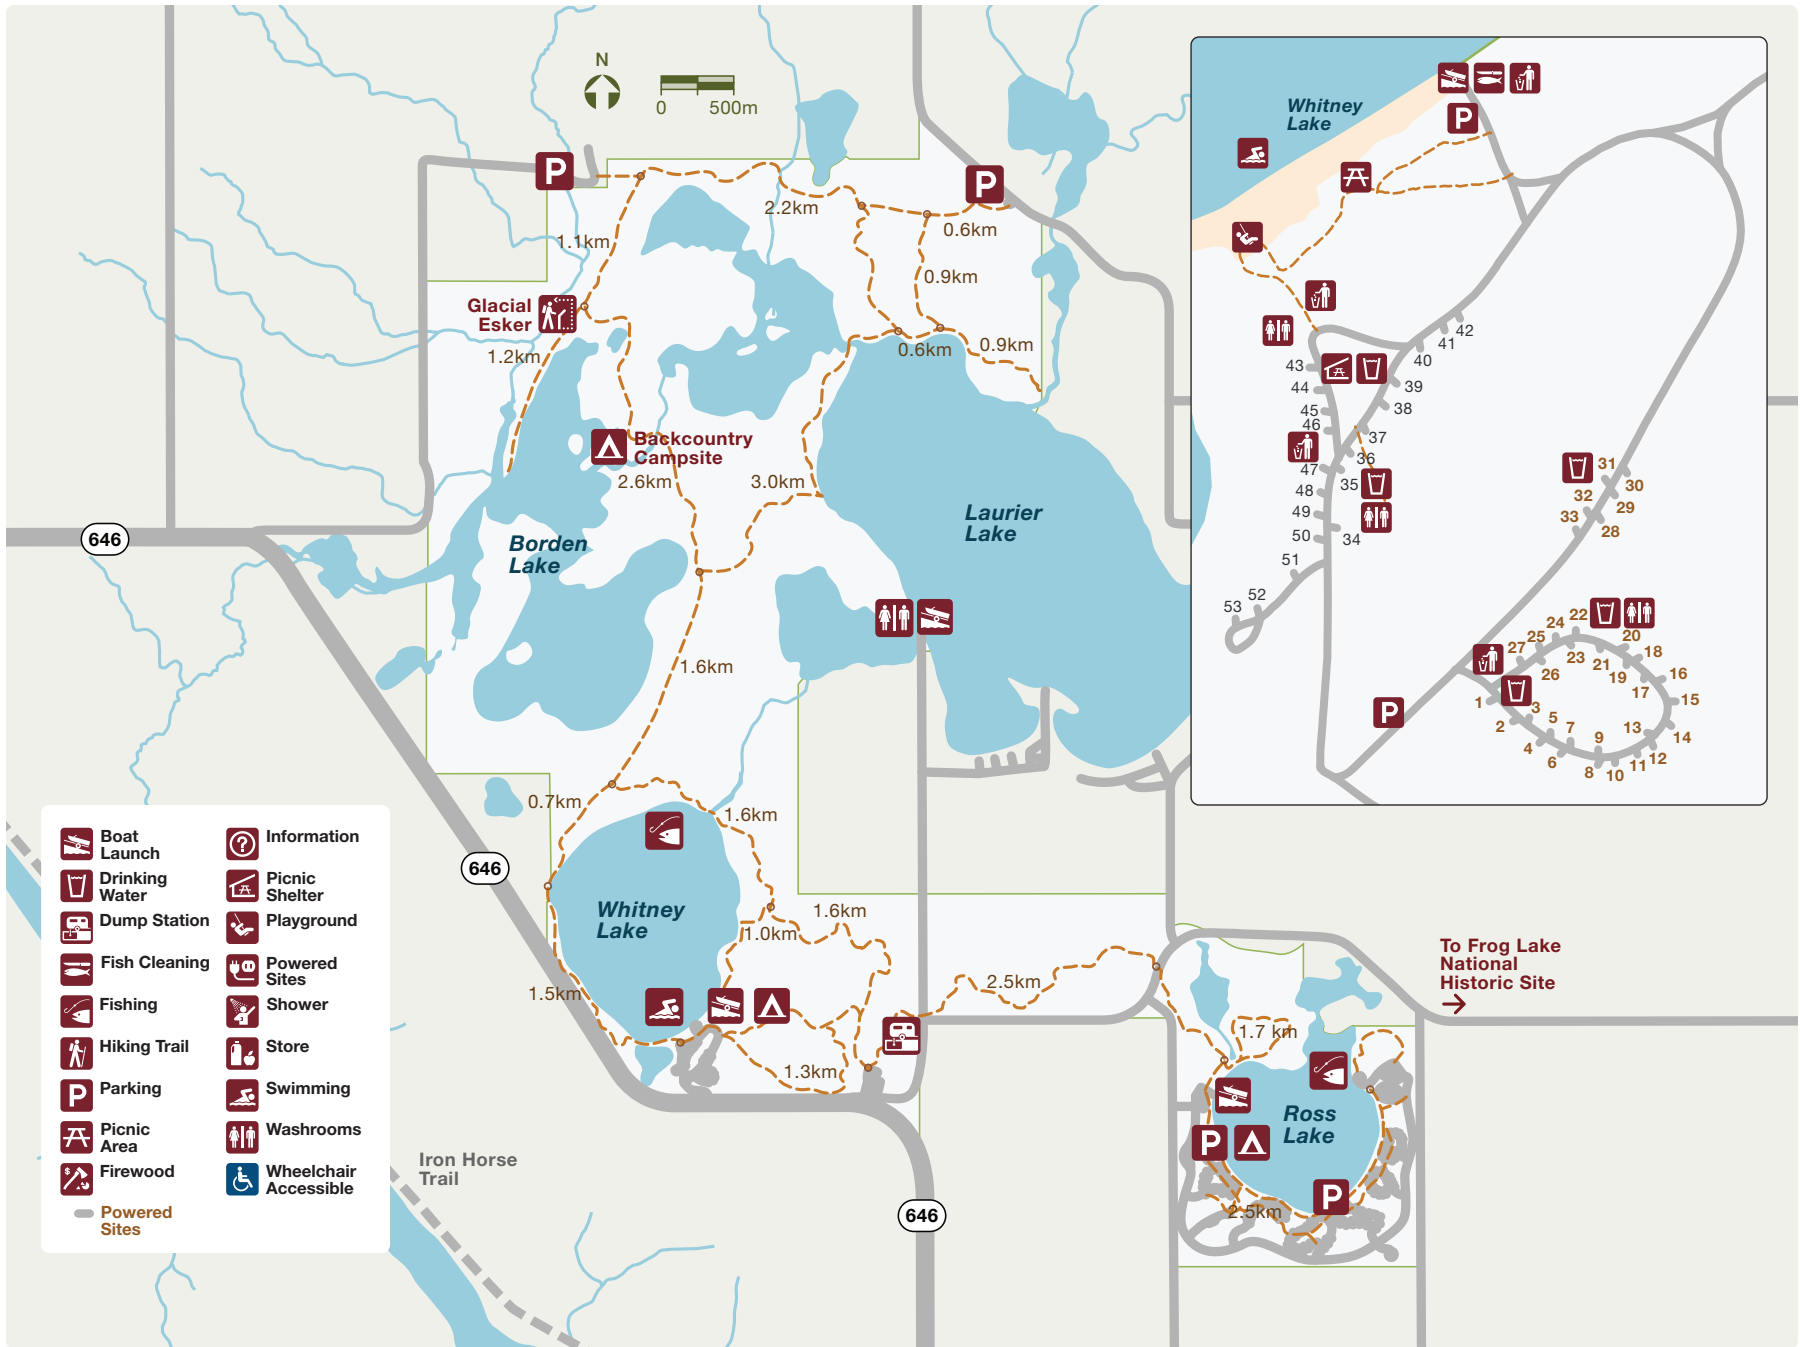 N
0 500m
P
P
2.2km
0.6km
1.1km
0.9km
Glacial
Esker
1.2km
0.6km
0.9km
Backcountry
Campsite
2.6km
3.0km
Laurier
Lake
Borden
Lake
646
1.6km
0.7km
1.6km
646
Whitney
Lake
1.6km
1.0km
1.5km
2.5km
1.3km
To Frog Lake
National
Historic Site
1.7 km
Ross
Lake
P
P
2.5km
646
Iron Horse
Trail
Boat
Launch
Drinking
Water
Dump Station
Fish Cleaning
Fishing
Hiking Trail
P
Parking
Picnic
Area
$
Firewood
Powered
Sites
?
Information
Picnic
Shelter
Playground
Powered
Sites
Shower
Store
Swimming
Washrooms
Wheelchair
Accessible
Whitney
Lake
P
42
41
40
43
44
39
45
38
46
37
36
47
35
48
49
50
34
51
52
53
31
30
32
29
33
28
22
24
25
20
27
23
18
21
26
19
16
17
1
3
15
2
5
7
13
14
4
9
6
12
11
8
10
P